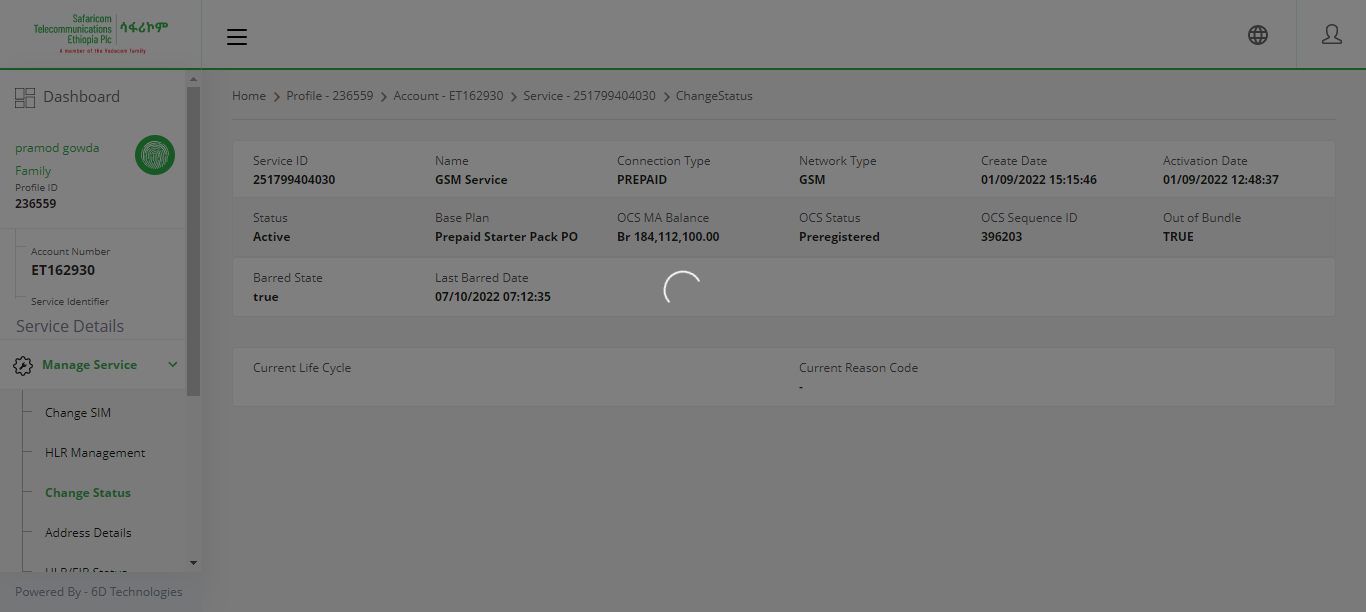 Safaricom
Telecommunications
Ethiopia Plc
ሳፋሪኮም
A member of the Vodacom family
Dashboard
pramod gowda
Family
Profile ID
236559
Account Number
ET162930
Service Identifier
Service Details
Manage Service
Change SIM
HLR Management
Change Status
Address Details
HLR/EIR Status
Powered By - 6D Technologies
Home > Profile - 236559 > Account - ET162930 > Service - 251799404030 > ChangeStatus
Service ID Name Connection Type Network Type Create Date Activation Date
251799404030 GSM Service PREPAID GSM 01/09/2022 15:15:46 01/09/2022 12:48:37
Status Base Plan OCS MA Balance OCS Status OCS Sequence ID Out of Bundle
Active Prepaid Starter Pack PO Br 184,112,100.00 Preregistered 396203 TRUE
Barred State Last Barred Date
true 07/10/2022 07:12:35
Current Life Cycle Current Reason Code
-